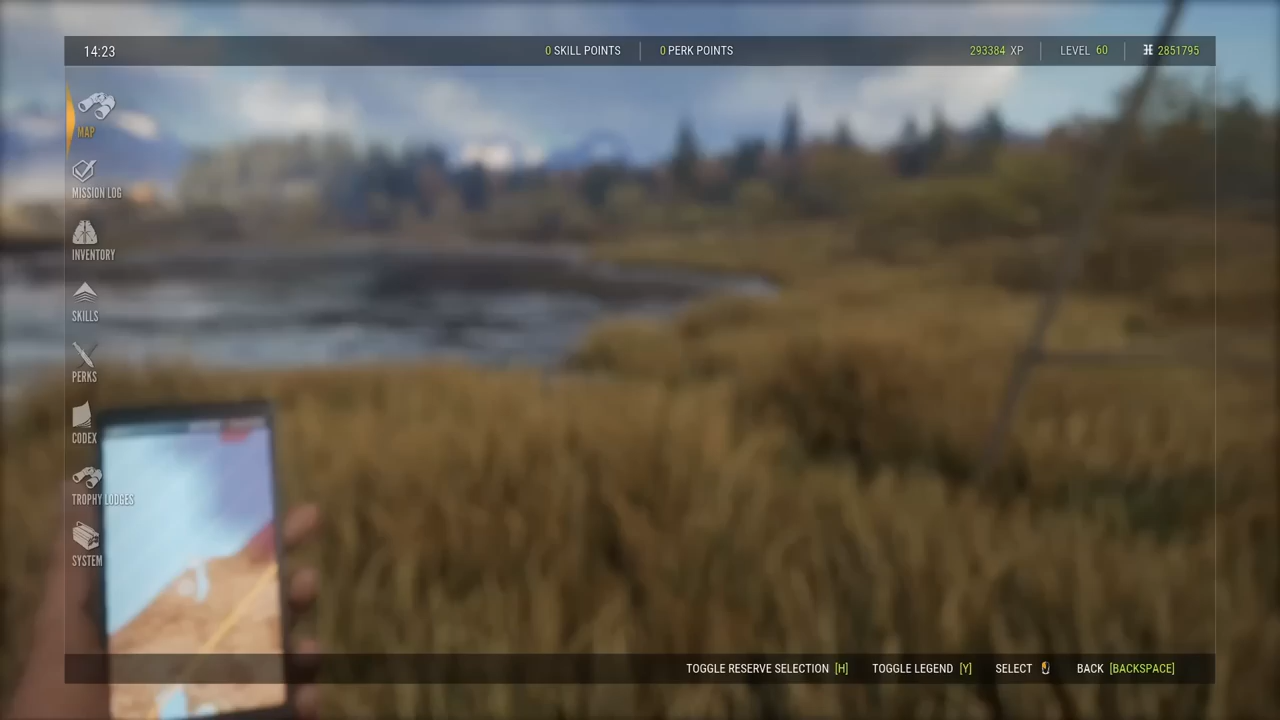 14:23
0 SKILL POINTS
0 PERK POINTS
293384 XP
LEVEL 60
2851795
MAP
MISSION LOG
INVENTORY
SKILLS
PERKS
CODEX
TROPHY LODGES
SYSTEM
TOGGLE RESERVE SELECTION [H]
TOGGLE LEGEND [Y]
SELECT
BACK [BACKSPACE]